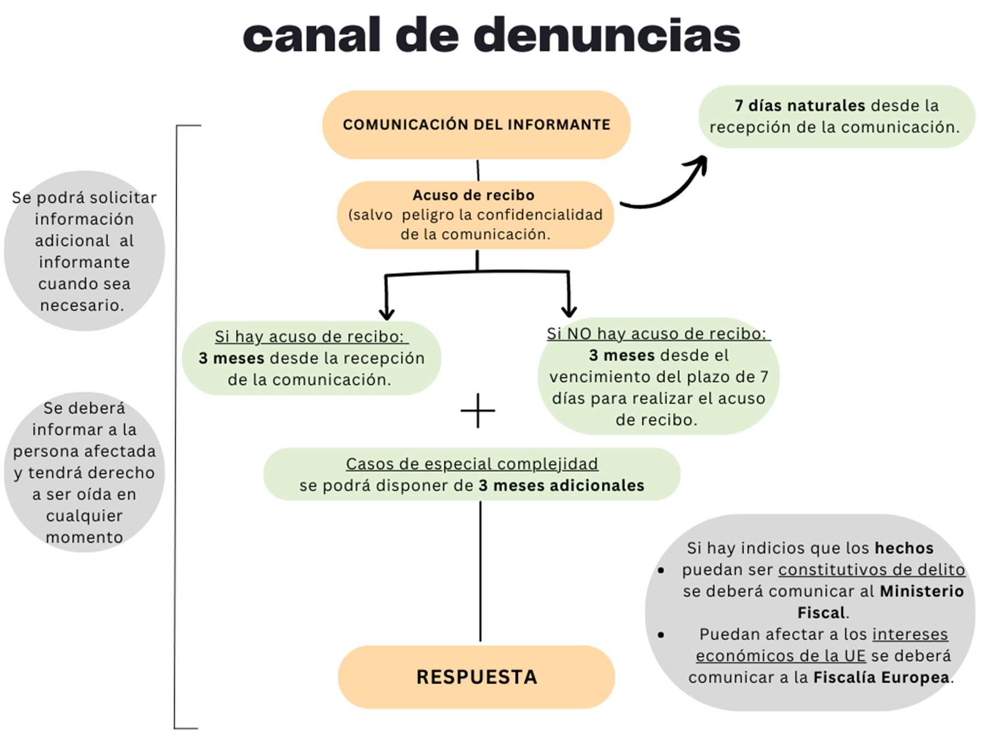 canal de denuncias
COMUNICACIÓN DEL INFORMANTE
7 días naturales desde la
recepción de la comunicación.
Acuso de recibo
(salvo peligro la confidencialidad
de la comunicación.
Se podrá solicitar
información
adicional al
informante
cuando sea
necesario.
Si hay acuso de recibo:
3 meses desde la recepción
de la comunicación.
Si NO hay acuso de recibo:
3 meses desde el
vencimiento del plazo de 7
días para realizar el acuso
de recibo.
+
Se deberá
informar a la
persona afectada
y tendrá derecho
a ser oída en
cualquier
momento
Casos de especial complejidad
se podrá disponer de 3 meses adicionales
Si hay indicios que los hechos
• puedan ser constitutivos de delito
se deberá comunicar al Ministerio
Fiscal.
• Puedan afectar a los intereses
económicos de la UE se deberá
comunicar a la Fiscalía Europea.
RESPUESTA